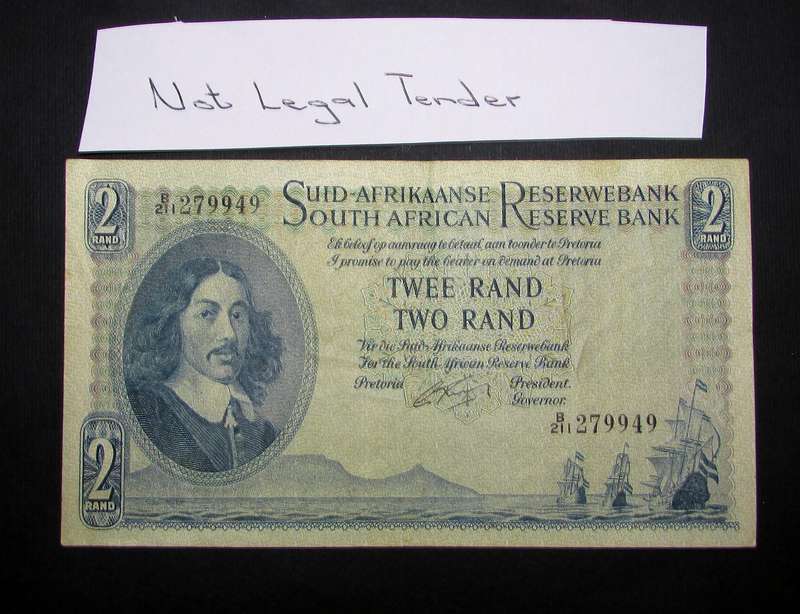 Not Legal Tender
2
RAND
B/211 279949
SUID-AFRIKAANSE RESERWEBANK
SOUTH AFRICAN RESERVE BANK
2
RAND
Ek beloof op aanvraag te betaal aan toonder te Pretoria
I promise to pay the bearer on demand at Pretoria
TWEE RAND
TWO RAND
Vir die Suid-Afrikaanse Reserwebank
For the South African Reserve Bank
Pretoria President.
Governor.
B/211 279949
2
RAND